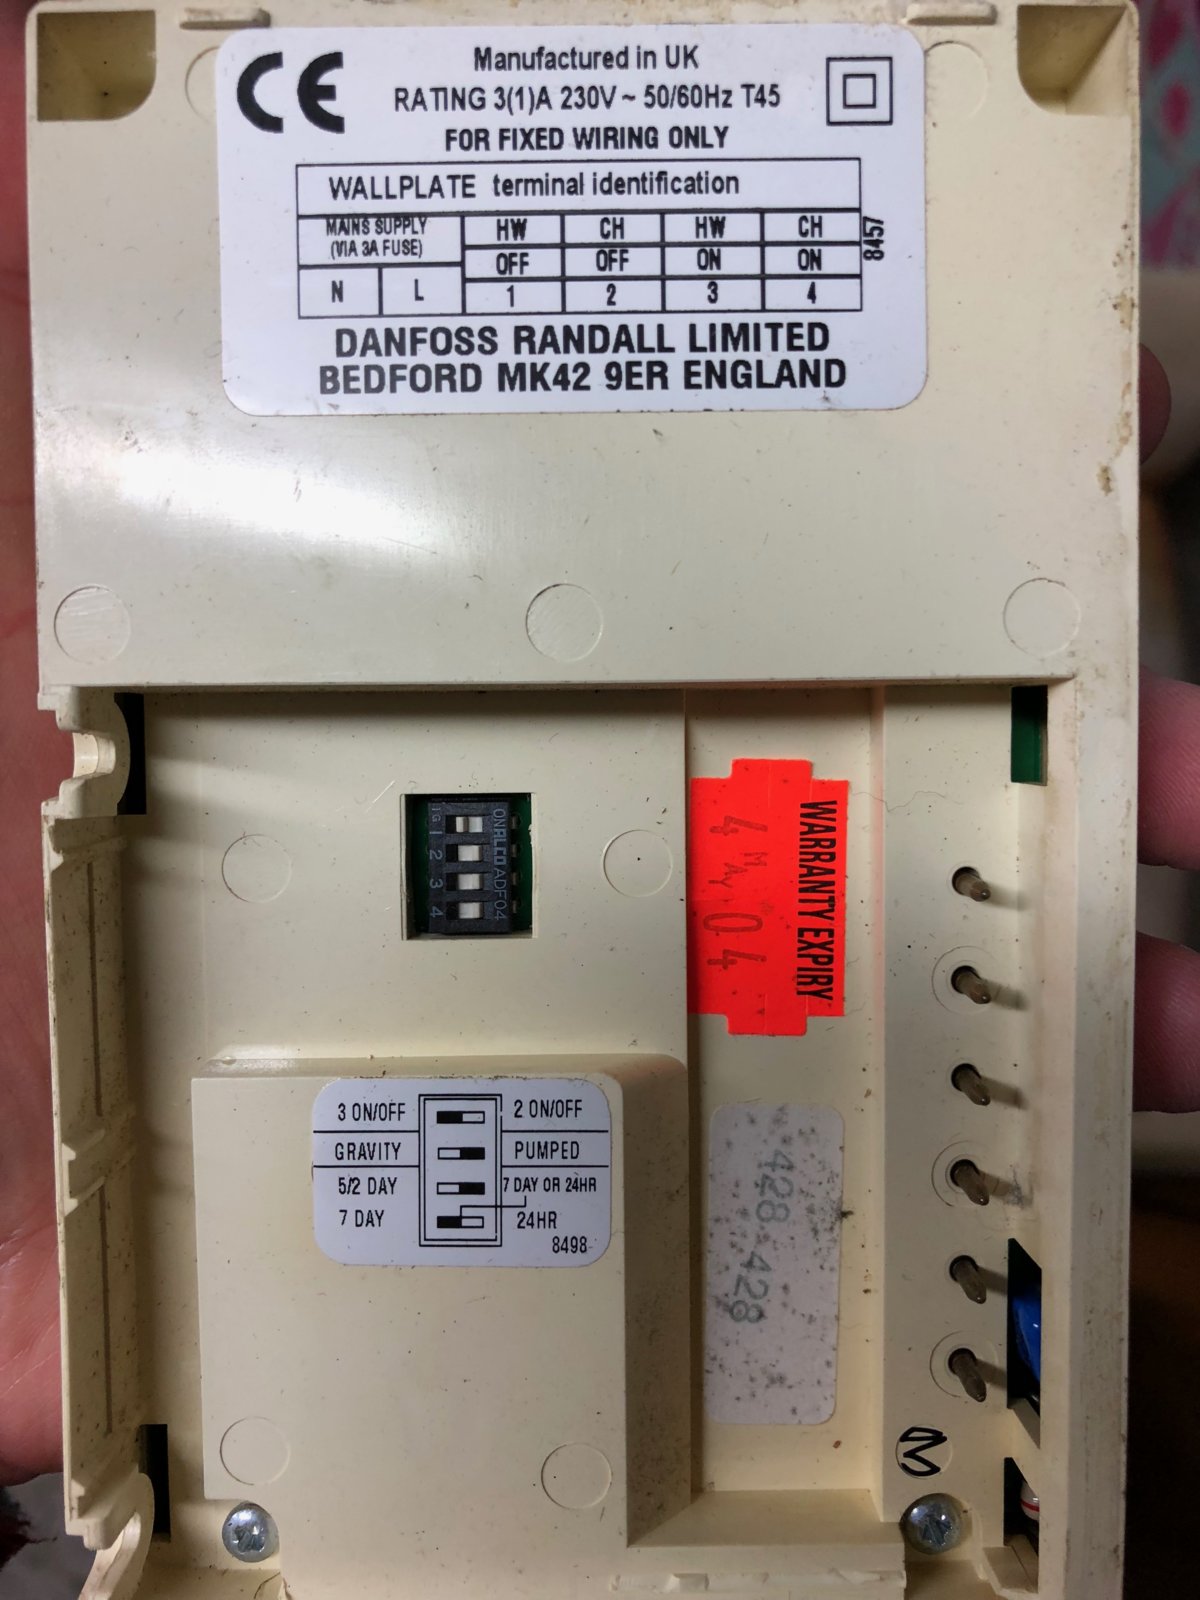 CE
Manufactured in UK
RATING 3(1)A 230V ~ 50/60Hz T45
FOR FIXED WIRING ONLY
WALLPLATE terminal identification
MAINS SUPPLY
(VIA 3A FUSE)
HW CH HW CH
OFF OFF ON ON
N L 1 2 3 4
8457
DANFOSS RANDALL LIMITED
BEDFORD MK42 9ER ENGLAND
ON ALCO ADF04
1
2
3
4
WARRANTY EXPIRY
04
3 ON/OFF 2 ON/OFF
GRAVITY PUMPED
5/2 DAY 7 DAY OR 24HR
7 DAY 24HR
8498
428 428
M